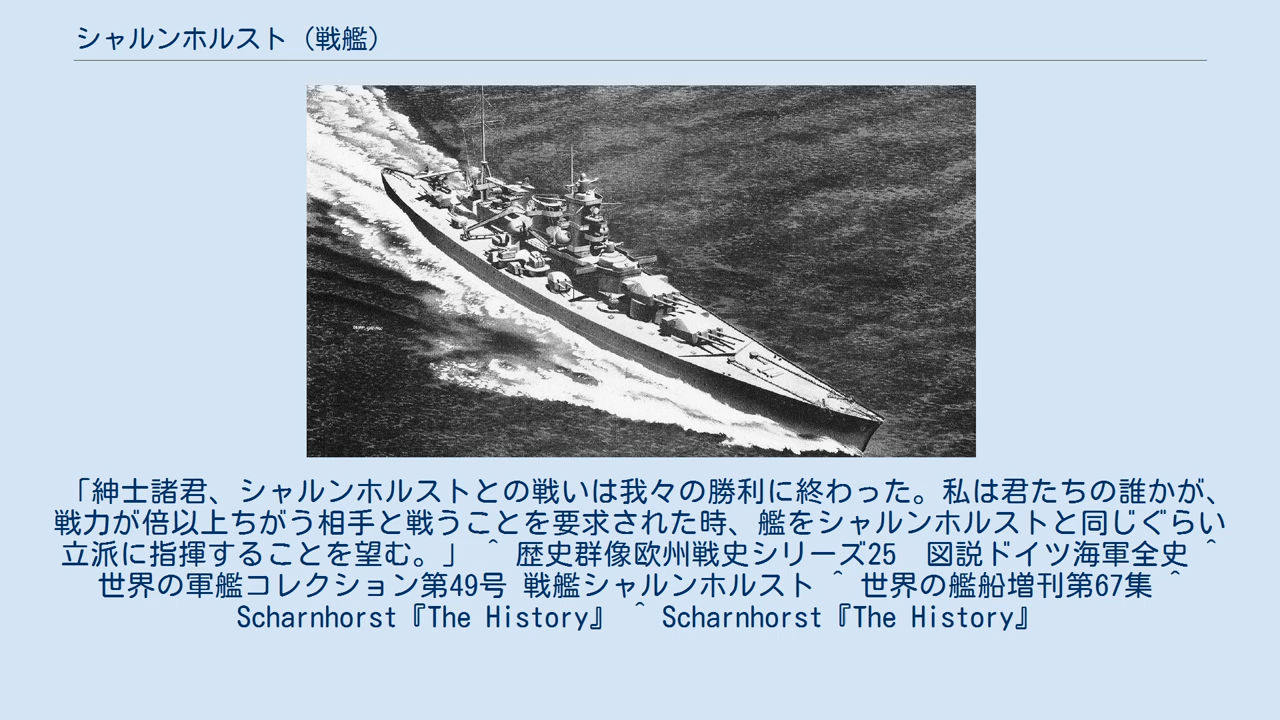 シャルンホルスト（戦艦）
「紳士諸君、シャルンホルストとの戦いは我々の勝利に終わった。私は君たちの誰かが、
戦力が倍以上ちがう相手と戦うことを要求された時、艦をシャルンホルストと同じぐらい
立派に指揮することを望む。」 ^ 歴史群像欧州戦史シリーズ25　図説ドイツ海軍全史 ^
世界の軍艦コレクション第49号 戦艦シャルンホルスト ^ 世界の艦船増刊第67集 ^
Scharnhorst『The History』 ^ Scharnhorst『The History』